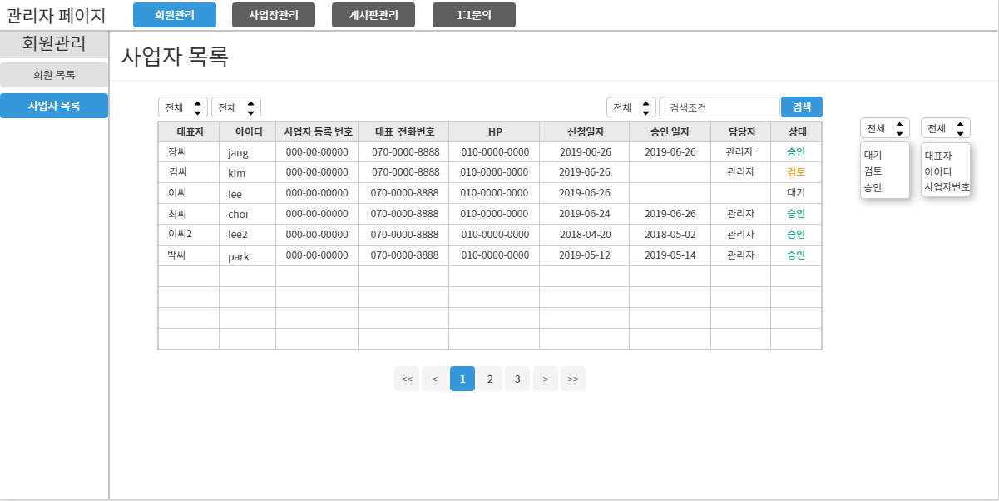 관리자 페이지 회원관리 사업장관리 게시판관리 1:1문의
회원관리
회원 목록
사업자 목록
사업자 목록
전체 전체 전체 검색조건 검색
대표자 아이디 사업자 등록 번호 대표 전화번호 HP 신청일자 승인 일자 담당자 상태
장씨 jang 000-00-00000 070-0000-8888 010-0000-0000 2019-06-26 2019-06-26 관리자 승인
김씨 kim 000-00-00000 070-0000-8888 010-0000-0000 2019-06-26 관리자 검토
이씨 lee 000-00-00000 070-0000-8888 010-0000-0000 2019-06-26 대기
최씨 choi 000-00-00000 070-0000-8888 010-0000-0000 2019-06-24 2019-06-26 관리자 승인
이씨2 lee2 000-00-00000 070-0000-8888 010-0000-0000 2018-04-20 2018-05-02 관리자 승인
박씨 park 000-00-00000 070-0000-8888 010-0000-0000 2019-05-12 2019-05-14 관리자 승인
<< < 1 2 3 > >>
전체 전체
대기 대표자
검토 아이디
승인 사업자번호